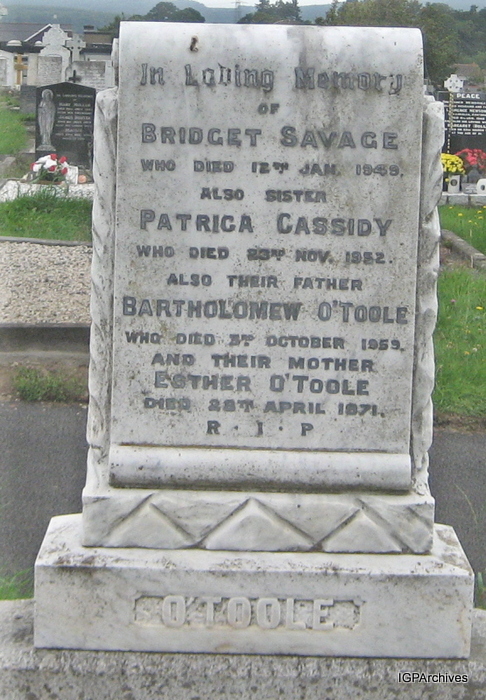 In Loving Memory
OF
BRIDGET SAVAGE
WHO DIED 12TH JAN. 1949.
ALSO SISTER
PATRICA CASSIDY
WHO DIED 23RD NOV. 1952.
ALSO THEIR FATHER
BARTHOLOMEW O'TOOLE
WHO DIED OCTOBER 1959.
AND THEIR MOTHER
ESTHER O'TOOLE
DIED 28TH APRIL 1971.
R · I · P
O'TOOLE
PEACE
IGPArchives